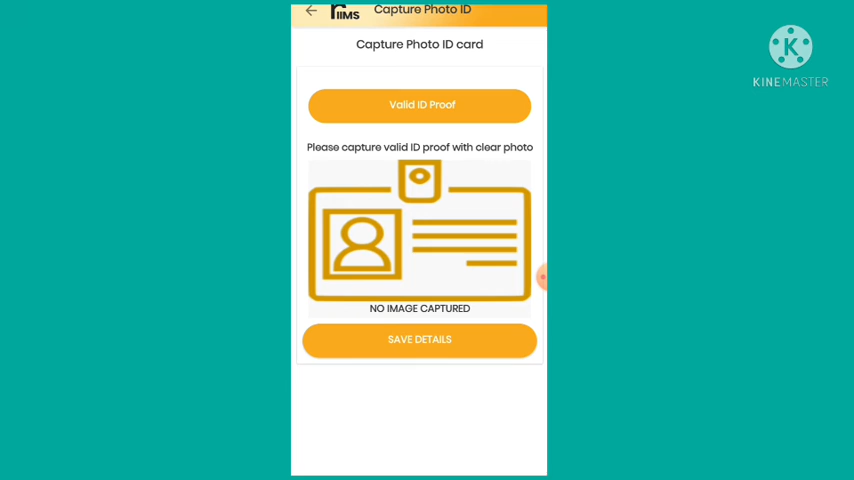 riims
Capture Photo ID
Capture Photo ID card
Valid ID Proof
Please capture valid ID proof with clear photo
NO IMAGE CAPTURED
SAVE DETAILS
K
KINEMASTER